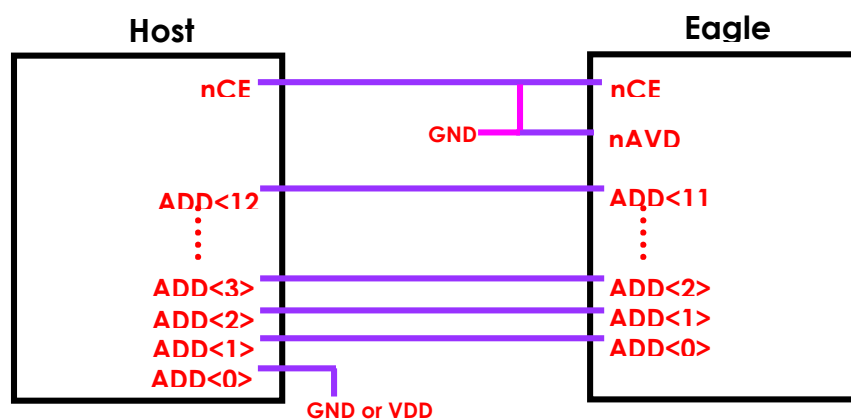 Host
nCE
ADD<12
ADD<3>
ADD<2>
ADD<1>
ADD<0>
GND or VDD
GND
Eagle
nCE
nAVD
ADD<11
ADD<2>
ADD<1>
ADD<0>